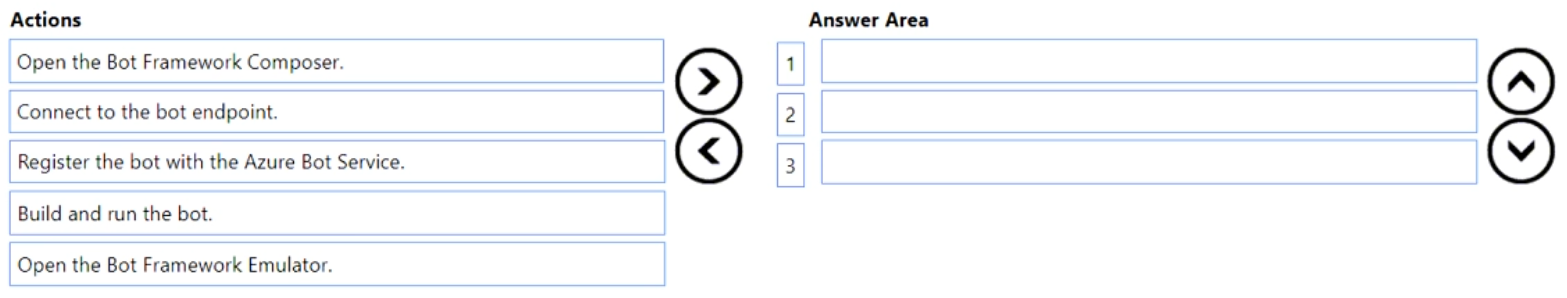 Actions
Answer Area
Open the Bot Framework Composer.
1
Connect to the bot endpoint.
2
Register the bot with the Azure Bot Service.
3
Build and run the bot.
Open the Bot Framework Emulator.